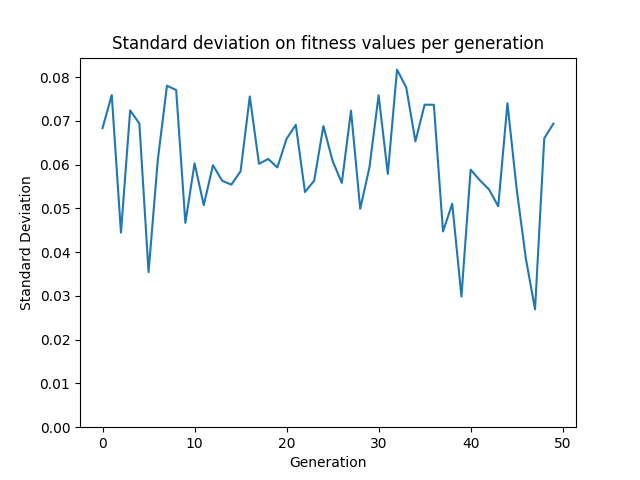 Standard deviation on fitness values per generation
0.08
0.07
0.06
0.05
0.04
0.03
0.02
0.01
0.00
Standard Deviation
0 10 20 30 40 50
Generation